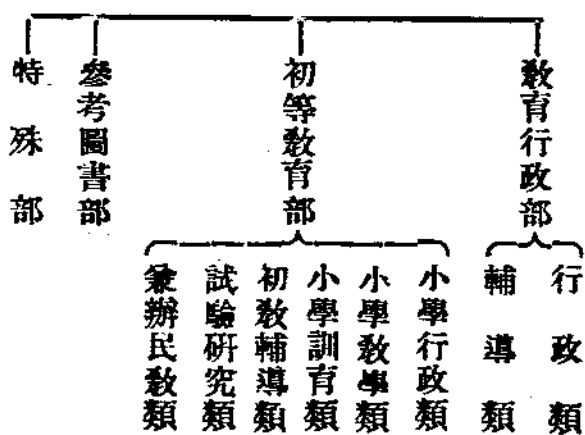 教育行政部
行政類
輔導類
初等教育部
小學行政類
小學教學類
小學訓育類
初教輔導類
試驗研究類
兼辦民教類
參考圖書部
特殊部